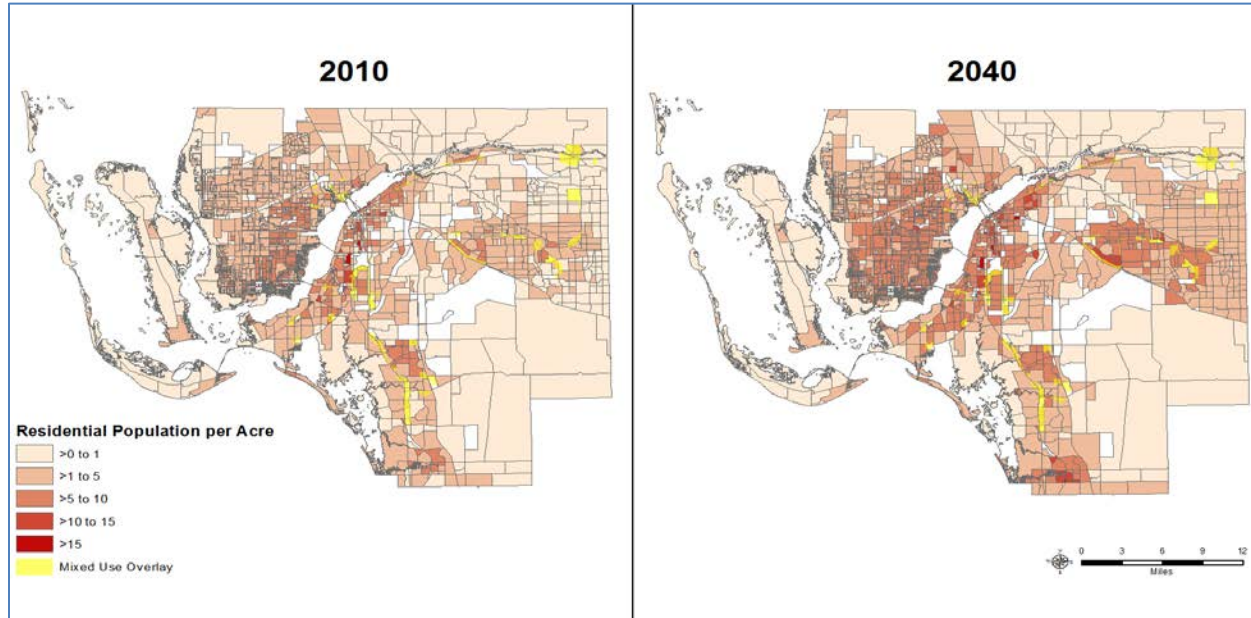 2010
2040
Residential Population per Acre
>0 to 1
>1 to 5
>5 to 10
>10 to 15
>15
Mixed Use Overlay
0 3 6 9 12
Miles